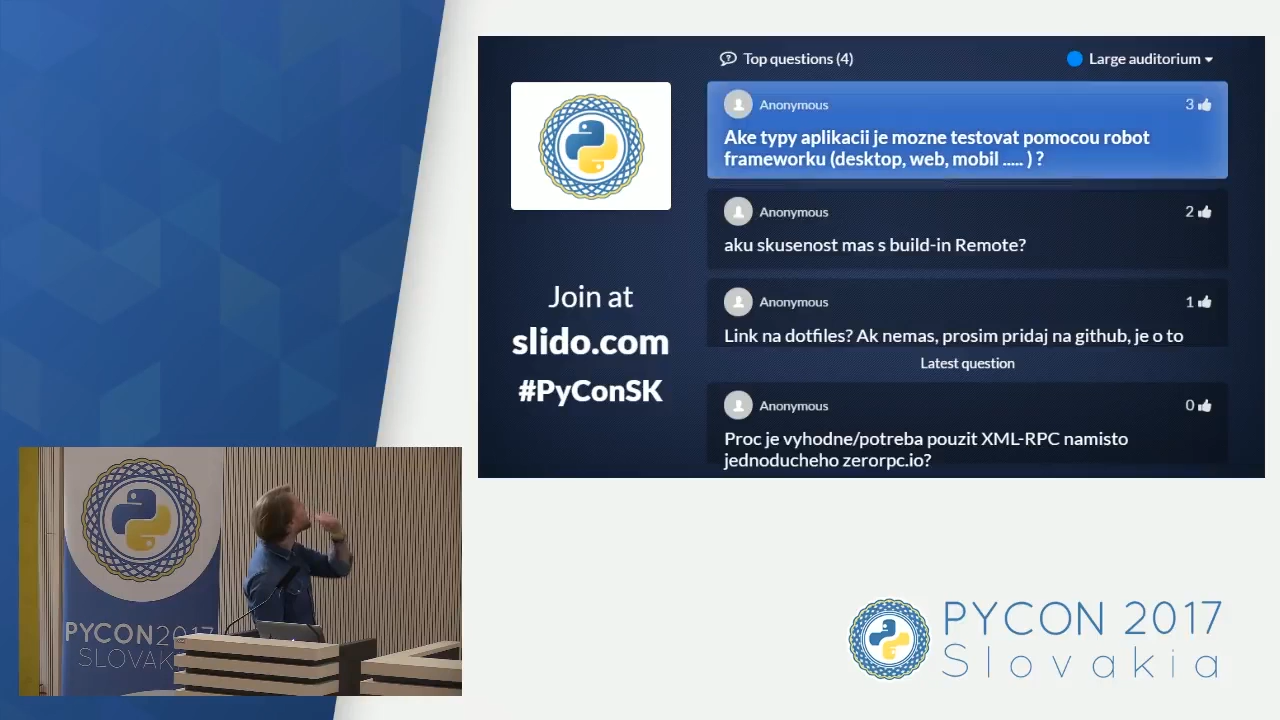 Top questions (4)
Large auditorium
Anonymous
3
Ake typy aplikacii je mozne testovat pomocou robot
frameworku (desktop, web, mobil ..... ) ?
Anonymous
2
aku skusenost mas s build-in Remote?
Anonymous
1
Link na dotfiles? Ak nemas, prosim pridaj na github, je o to
Latest question
Anonymous
0
Proc je vyhodne/potreba pouzit XML-RPC namisto
jednoducheho zerorpc.io?
Join at
slido.com
#PyConSK
PYCON 2017
SLOVAK
PYCON 2017
Slovakia